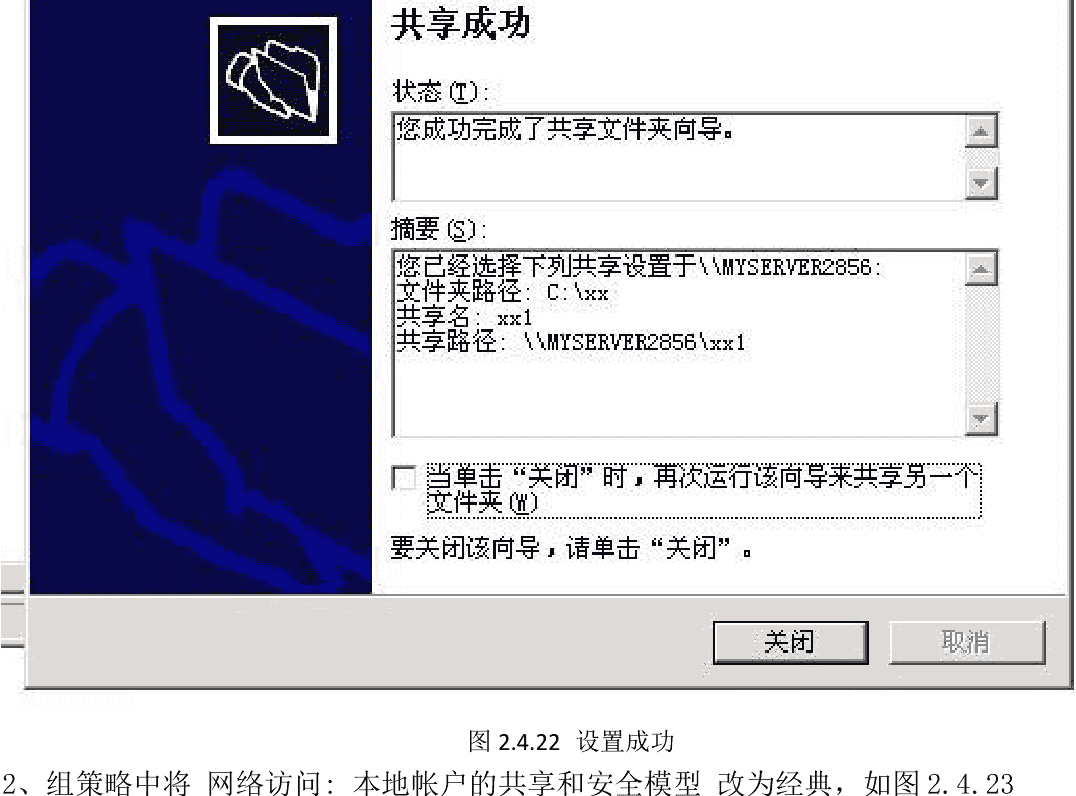 共享成功
状态(T):
您成功完成了共享文件夹向导。
摘要(S):
您已经选择下列共享设置于\\MYSERVER2856:
文件夹路径: C:\xx
共享名: xx1
共享路径: \\MYSERVER2856\xx1
当单击“关闭”时，再次运行该向导来共享另一个
文件夹(W)
要关闭该向导，请单击“关闭”。
关闭 取消
图 2.4.22 设置成功
2、组策略中将 网络访问: 本地帐户的共享和安全模型 改为经典，如图2.4.23